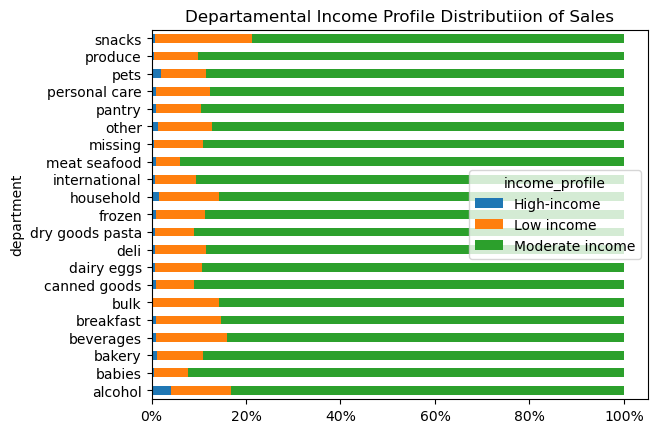 Departamental Income Profile Distributiion of Sales
department
snacks
produce
pets
personal care
pantry
other
missing
meat seafood
international
household
frozen
dry goods pasta
deli
dairy eggs
canned goods
bulk
breakfast
beverages
bakery
babies
alcohol
income_profile
High-income
Low income
Moderate income
0% 20% 40% 60% 80% 100%